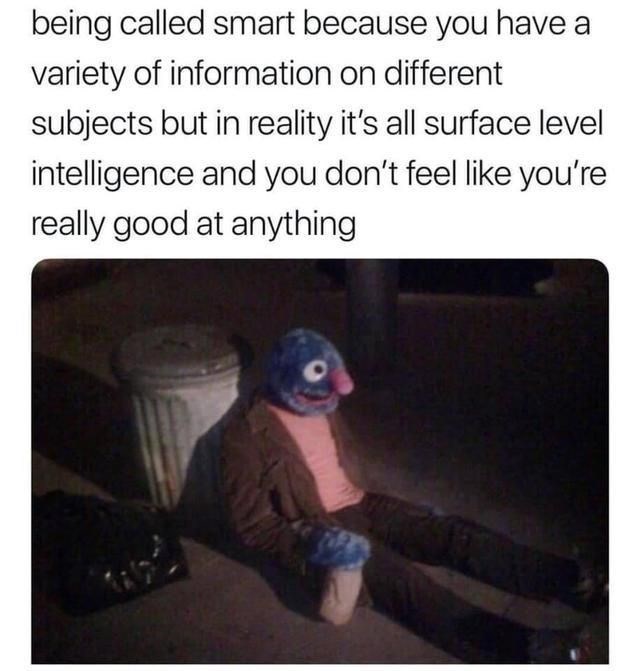 being called smart because you have a
variety of information on different
subjects but in reality it's all surface level
intelligence and you don't feel like you're
really good at anything